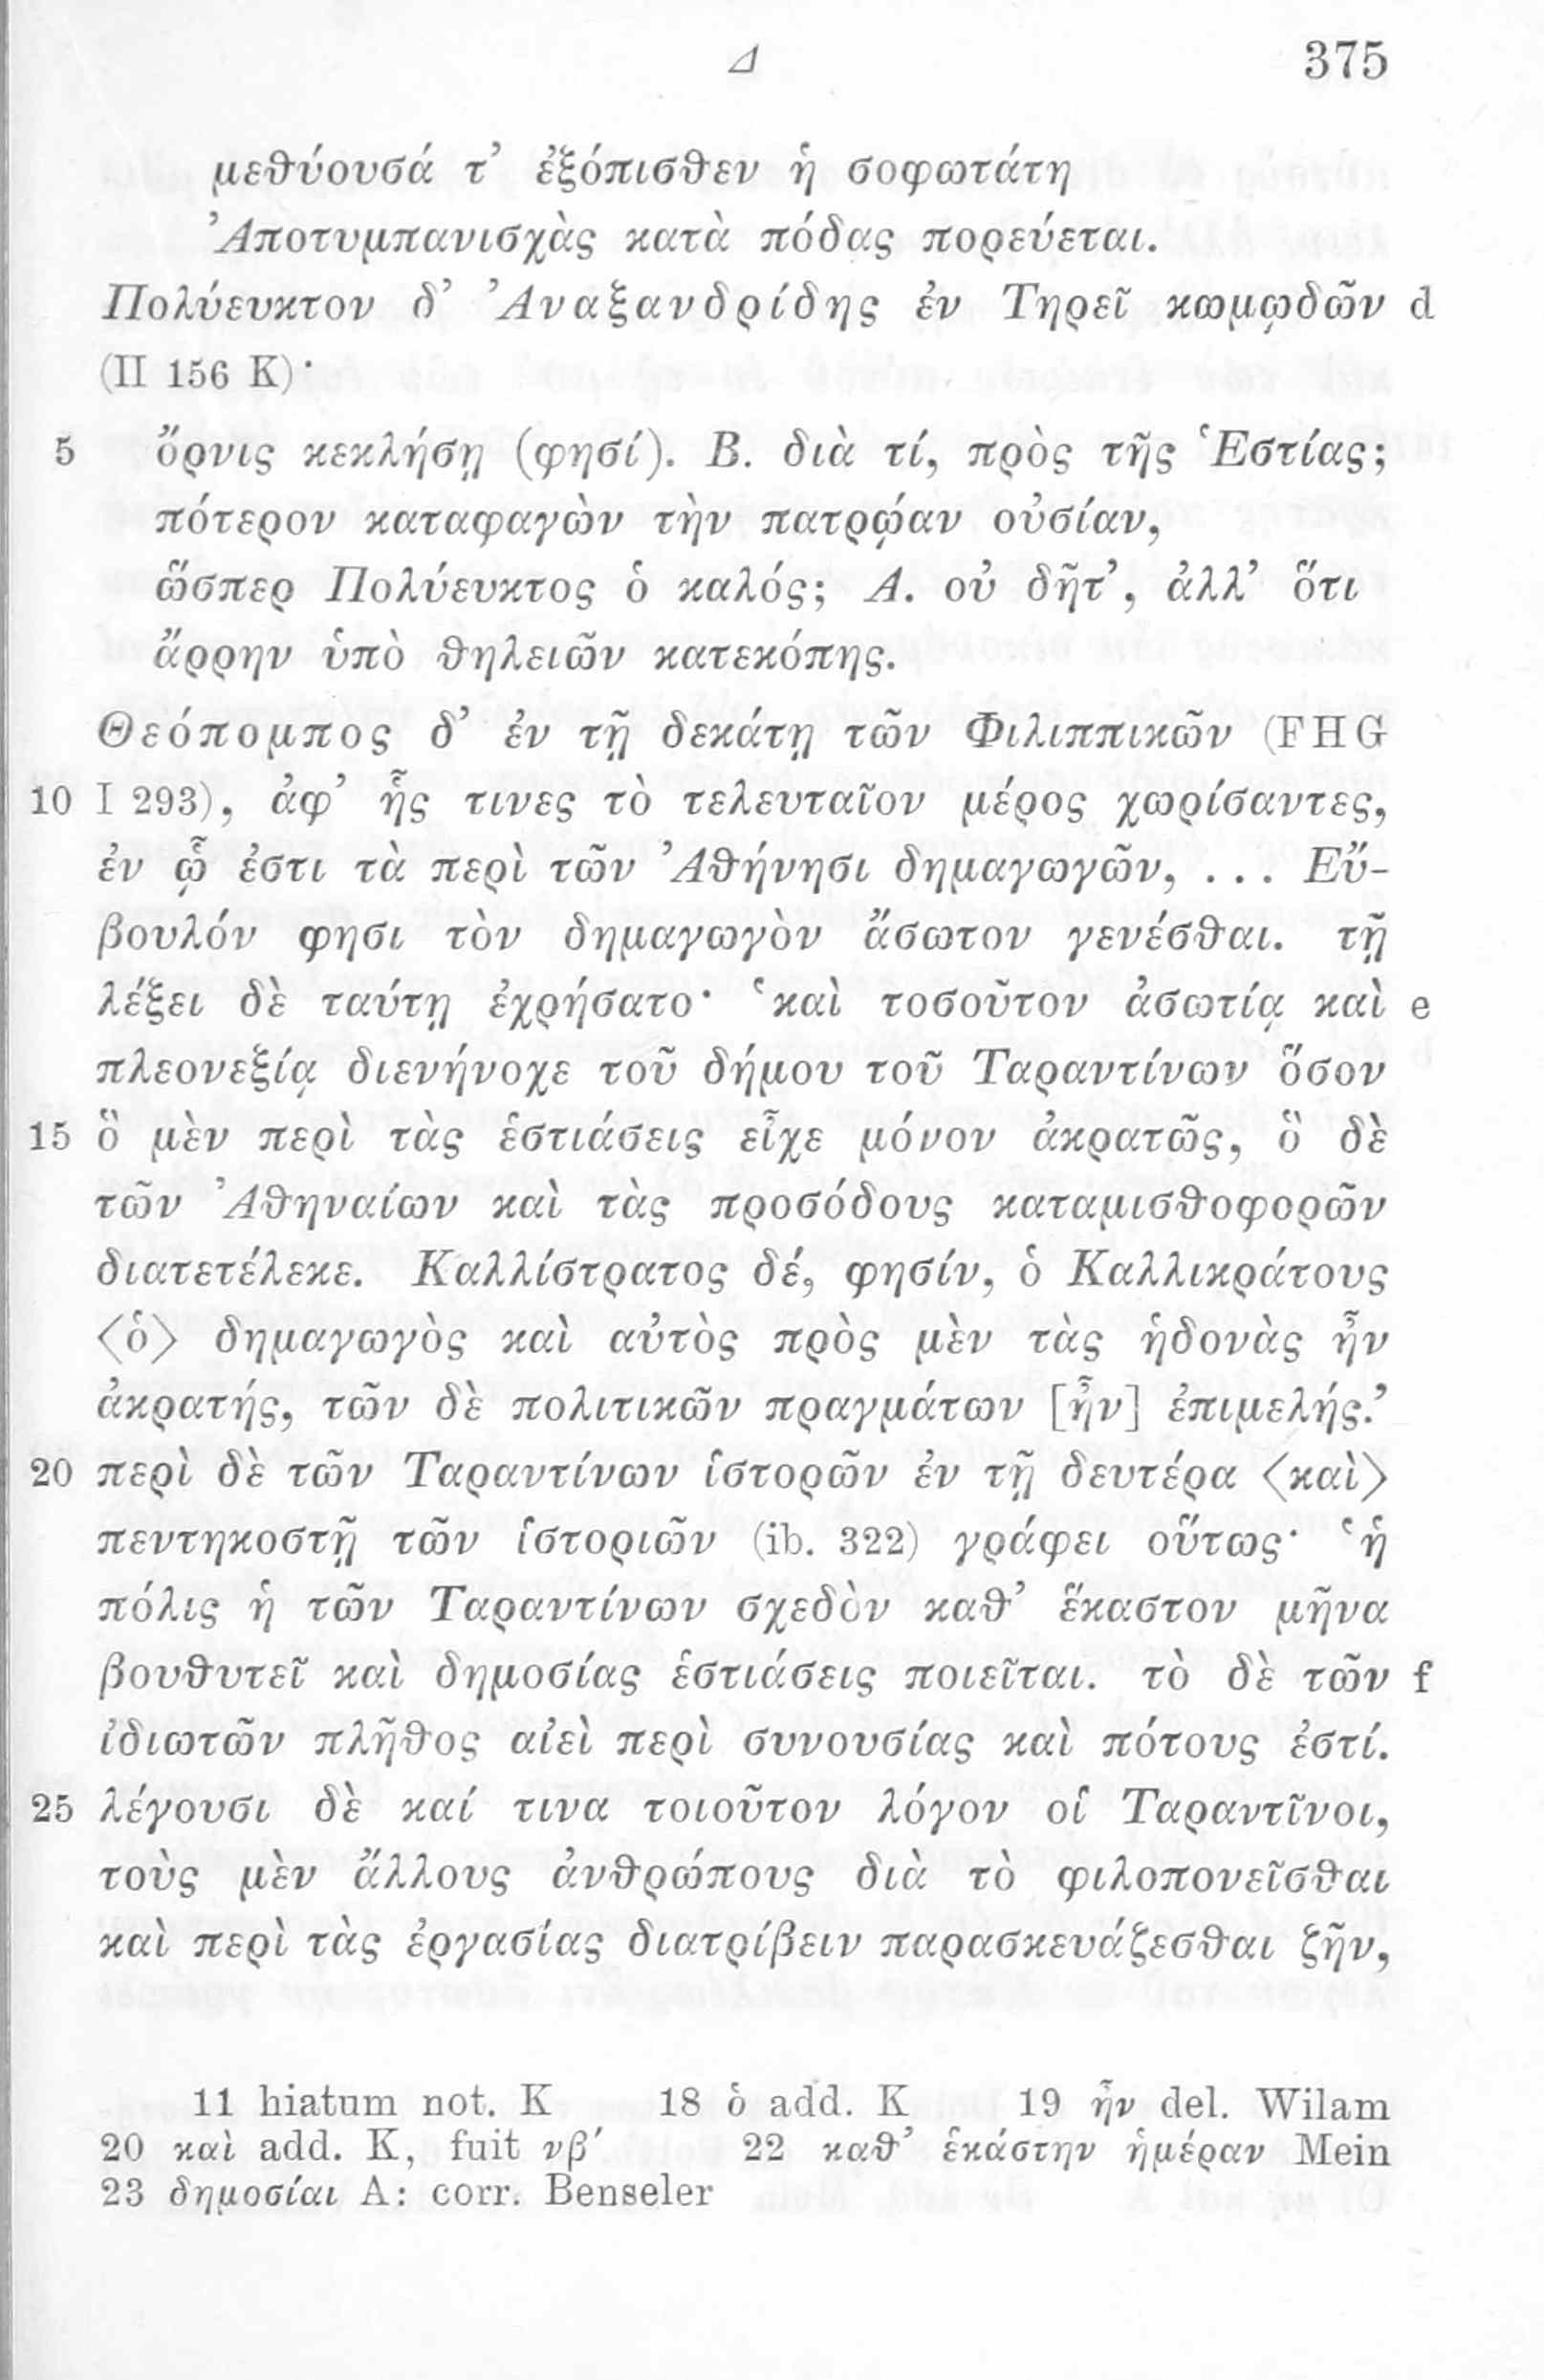 Δ 375
μεθύουσά τ’ ἐξόπισθεν ἡ σοφωτάτη
Ἀποτυμπανισχὰς κατὰ πόδας πορεύεται.
Πολύευκτον δ’ Ἀναξανδρίδης ἐν Τηρεῖ κωμῳδῶν d
(II 156 K)·
5 ὄρνις κεκλήσῃ (φησί). Β. διὰ τί, πρὸς τῆς Ἑστίας;
πότερον καταφαγὼν τὴν πατρῴαν οὐσίαν,
ὥσπερ Πολύευκτος ὁ καλός; Α. οὐ δῆτ’, ἀλλ’ ὅτι
ἄρρην ὑπὸ θηλειῶν κατεκόπης.
Θεόπομπος δ’ ἐν τῇ δεκάτῃ τῶν Φιλιππικῶν (FHG
10 I 293), ἀφ’ ἧς τινες τὸ τελευταῖον μέρος χωρίσαντες,
ἐν ᾧ ἐστι τὰ περὶ τῶν Ἀθήνησι δημαγωγῶν, ... Εὔ-
βουλόν φησι τὸν δημαγωγὸν ἄσωτον γενέσθαι. τῇ
λέξει δὲ ταύτῃ ἐχρήσατο· ‘καὶ τοσοῦτον ἀσωτίᾳ καὶ e
πλεονεξίᾳ διενήνοχε τοῦ δήμου τοῦ Ταραντίνων ὅσον
15 ὃ μὲν περὶ τὰς ἑστιάσεις εἶχε μόνον ἀκρατῶς, ὃ δὲ
τῶν Ἀθηναίων καὶ τὰς προσόδους καταμισθοφορῶν
διατετέλεκε. Καλλίστρατος δέ, φησίν, ὁ Καλλικράτους
<ὁ> δημαγωγὸς καὶ αὐτὸς πρὸς μὲν τὰς ἡδονὰς ἦν
ἀκρατής, τῶν δὲ πολιτικῶν πραγμάτων [ἦν] ἐπιμελής.’
20 περὶ δὲ τῶν Ταραντίνων ἱστορῶν ἐν τῇ δευτέρα <καὶ>
πεντηκοστῇ τῶν ἱστοριῶν (ib. 322) γράφει οὕτως· ‘ἡ
πόλις ἡ τῶν Ταραντίνων σχεδὸν καθ’ ἕκαστον μῆνα
βουθυτεῖ καὶ δημοσίας ἑστιάσεις ποιεῖται. τὸ δὲ τῶν f
ἰδιωτῶν πλῆθος αἰεὶ περὶ συνουσίας καὶ πότους ἐστί.
25 λέγουσι δὲ καί τινα τοιοῦτον λόγον οἱ Ταραντῖνοι,
τοὺς μὲν ἄλλους ἀνθρώπους διὰ τὸ φιλοπονεῖσθαι
καὶ περὶ τὰς ἐργασίας διατρίβειν παρασκευάζεσθαι ζῆν,
11 hiatum not. K 18 ὁ add. K 19 ἦν del. Wilam
20 καὶ add. K, fuit νβ′ 22 καθ’ ἑκάστην ἡμέραν Mein
23 δημοσίαι A: corr. Benseler